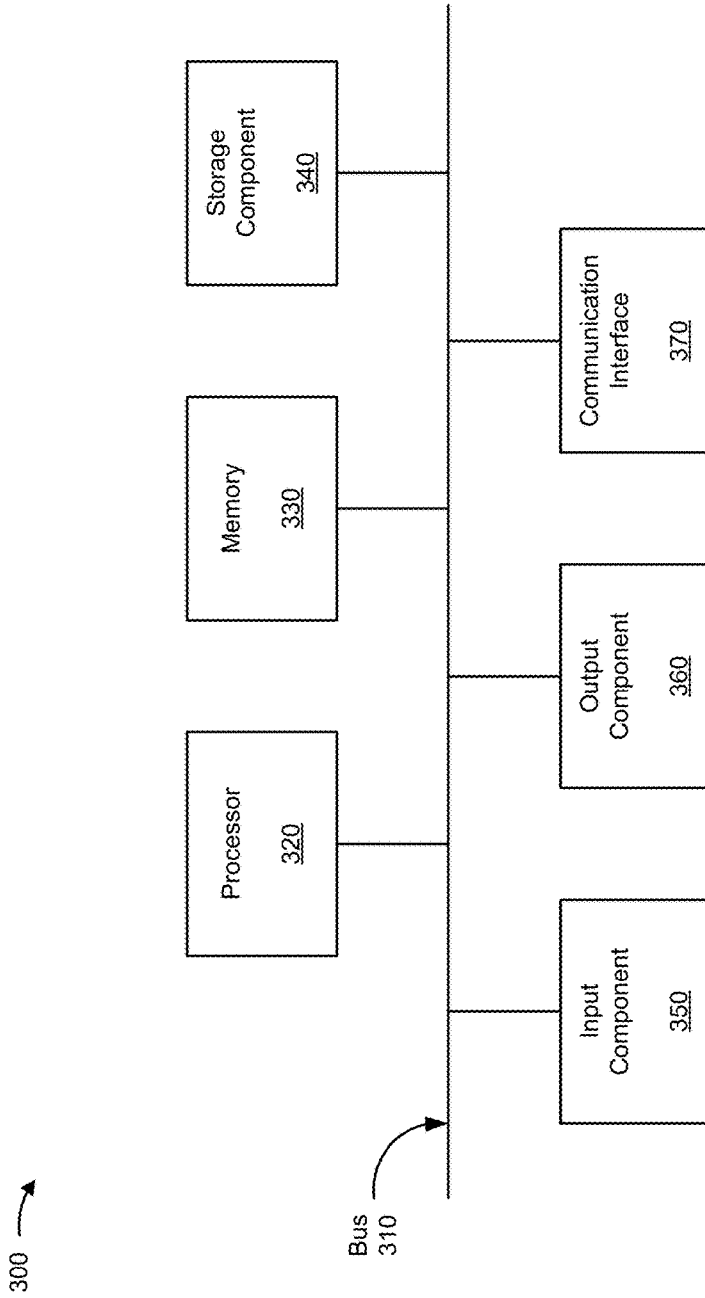 300
Bus
310
Processor
320
Memory
330
Storage
Component
340
Input
Component
350
Output
Component
360
Communication
Interface
370